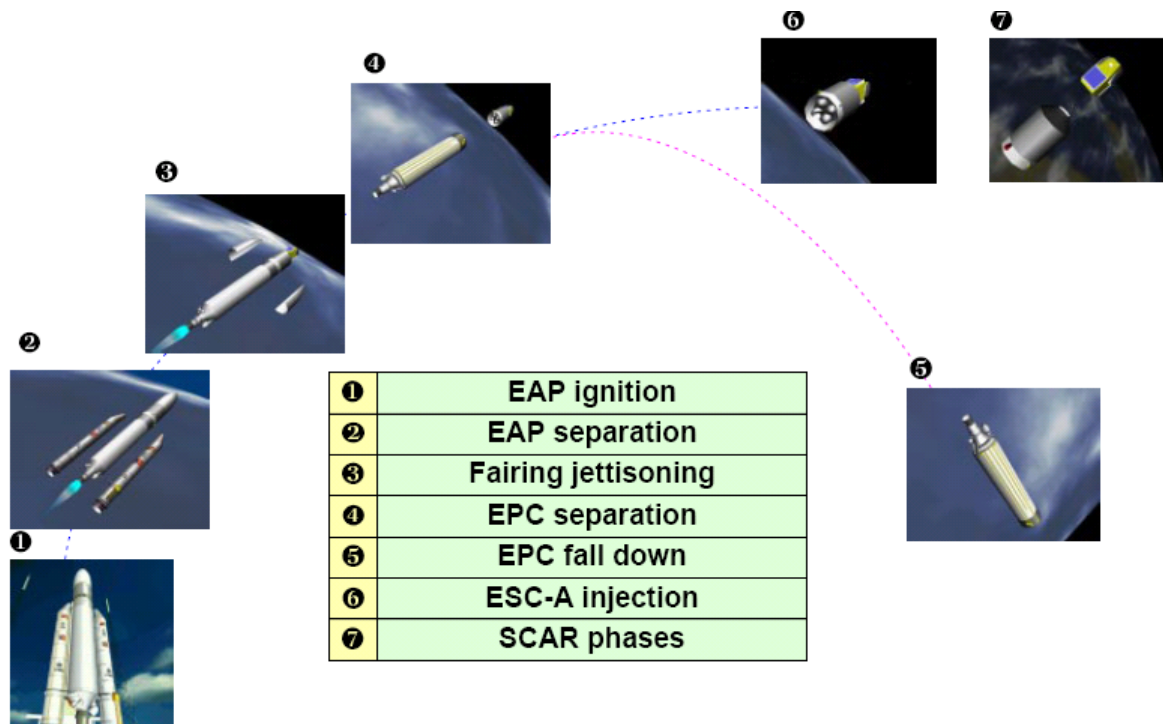 ❻
❼
❹
❸
❷
❺
❶
❶ EAP ignition
❷ EAP separation
❸ Fairing jettisoning
❹ EPC separation
❺ EPC fall down
❻ ESC-A injection
❼ SCAR phases